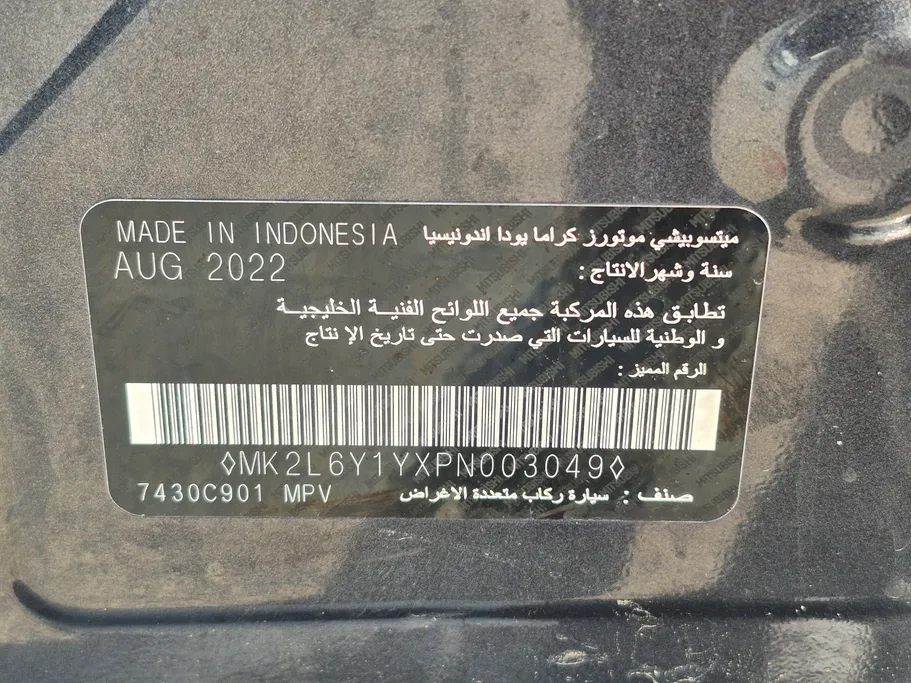 MADE IN INDONESIA ميتسوبيشي موتورز كراما يودا اندونيسيا
AUG 2022 سنة وشهر الانتاج :
تطابق هذه المركبة جميع اللوائح الفنية الخليجية
و الوطنية للسيارات التي صدرت حتى تاريخ الإ نتاج
الرقم المميز :
◊MK2L6Y1YXPN003049◊
7430C901 MPV صنف : سيارة ركاب متعددة الاغراض